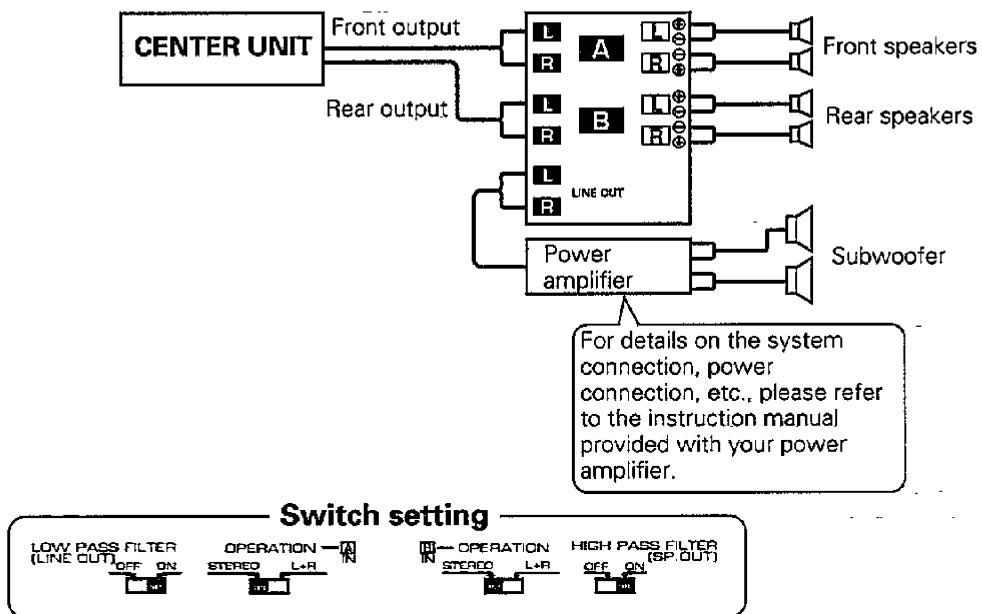 Front output
CENTER UNIT
Rear output
L
R
A
L ⊕ ⊖
R ⊖ ⊕
Front speakers
L
R
B
L ⊕ ⊖
R ⊖ ⊕
Rear speakers
L
R
LINE OUT
Power
amplifier
Subwoofer
For details on the system
connection, power
connection, etc., please refer
to the instruction manual
provided with your power
amplifier.
Switch setting
LOW PASS FILTER
(LINE OUT)
OFF ON
OPERATION — A IN
STEREO L+R
B IN — OPERATION
STEREO L+R
HIGH PASS FILTER
(SP.OUT)
OFF ON